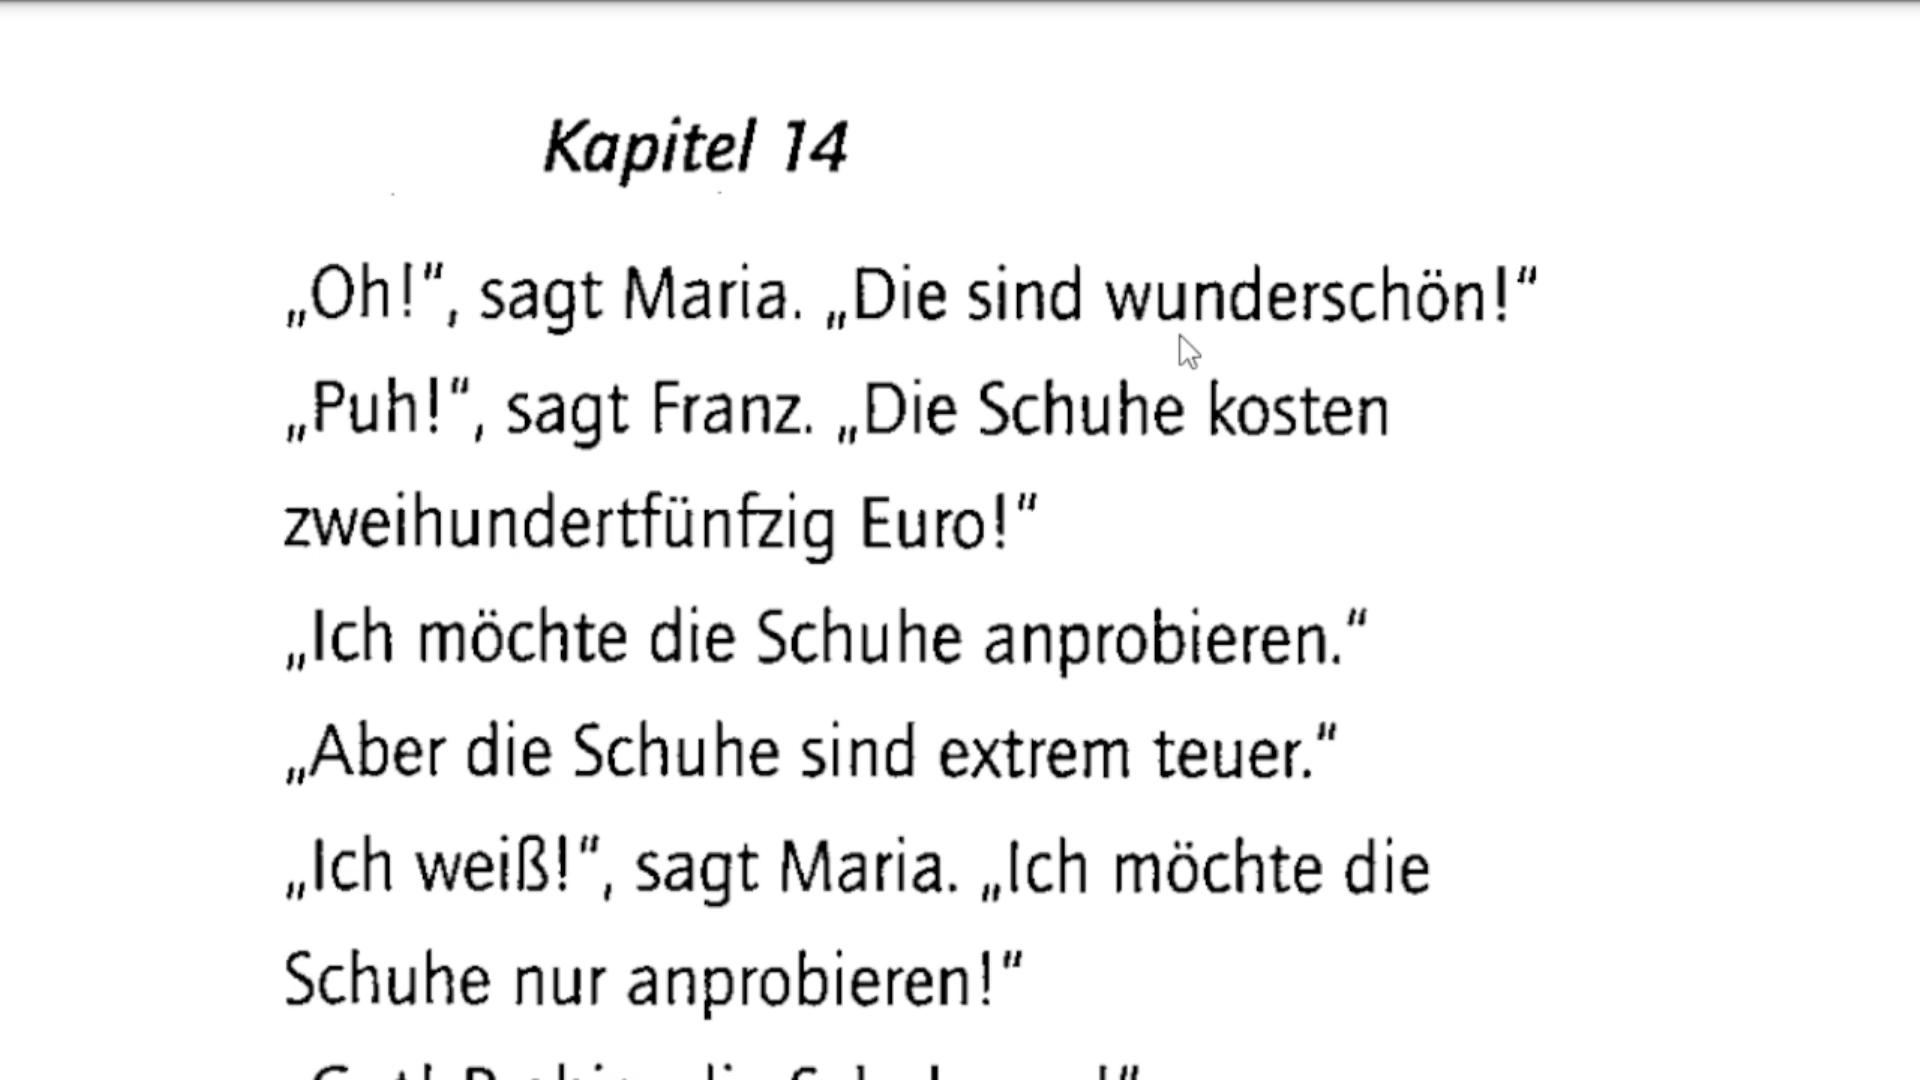 Kapitel 14
„Oh!“, sagt Maria. „Die sind wunderschön!“
„Puh!“, sagt Franz. „Die Schuhe kosten
zweihundertfünfzig Euro!“
„Ich möchte die Schuhe anprobieren.“
„Aber die Schuhe sind extrem teuer.“
„Ich weiß!“, sagt Maria. „Ich möchte die
Schuhe nur anprobieren!“